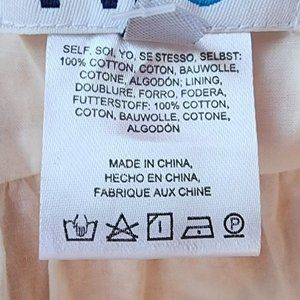 SELF, SOI, YO, SE STESSO, SELBST:
100% COTTON, COTON, BAUWOLLE,
COTONE, ALGODÓN; LINING,
DOUBLURE, FORRO, FODERA,
FUTTERSTOFF: 100% COTTON,
COTON, BAUWOLLE, COTONE,
ALGODÓN
MADE IN CHINA,
HECHO EN CHINA,
FABRIQUE AUX CHINE
P